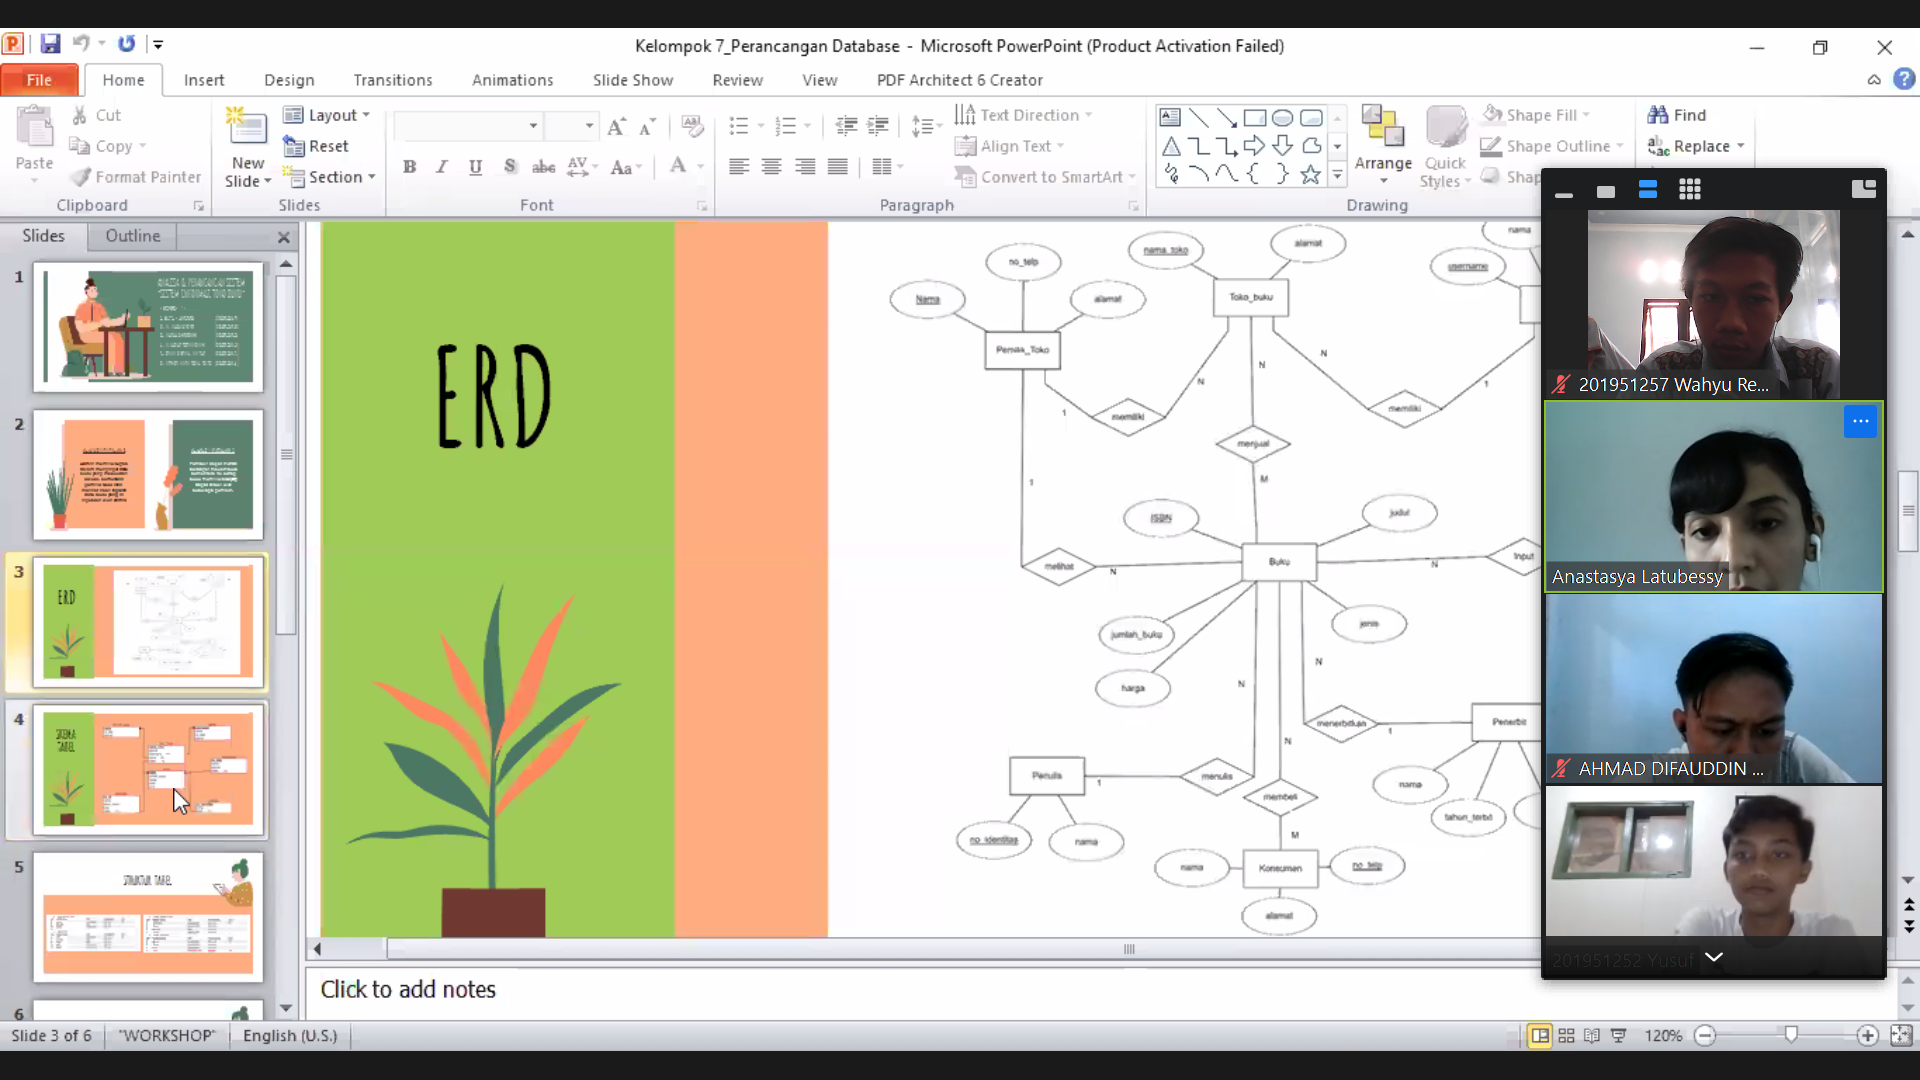 Kelompok 7_Perancangan Database - Microsoft PowerPoint (Product Activation Failed)
File Home Insert Design Transitions Animations Slide Show Review View PDF Architect 6 Creator
Paste
Cut
Copy
Format Painter
Clipboard
New Slide
Layout
Reset
Section
Slides
Font
Text Direction
Align Text
Convert to SmartArt
Paragraph
Arrange
Quick Styles
Shape Fill
Shape Outline
Shap
Drawing
Find
Replace
Slides Outline
1
2
3
ERD
4
SKEMA
TABEL
5
STRUKTUR TABEL
6
ERD
nama_toko
alamat
nama
no_telp
username
Nama
alamat
Toko_buku
Pemilik_Toko
N
N
N
1
1
memiliki
memiliki
menjual
M
1
ISBN
judul
Buku
melihat
N
N
Input
jumlah_buku
jenis
harga
N
N
menerbitkan
1
Penerbit
N
Penulis
1
menulis
membeli
nama
tahun_terbit
M
no_identitas
nama
nama
Konsumen
no_telp
alamat
201951257 Wahyu Re...
Anastasya Latubessy
AHMAD DIFAUDDIN ...
201951252 Yusuf
Click to add notes
Slide 3 of 6 "WORKSHOP" English (U.S.) 120%